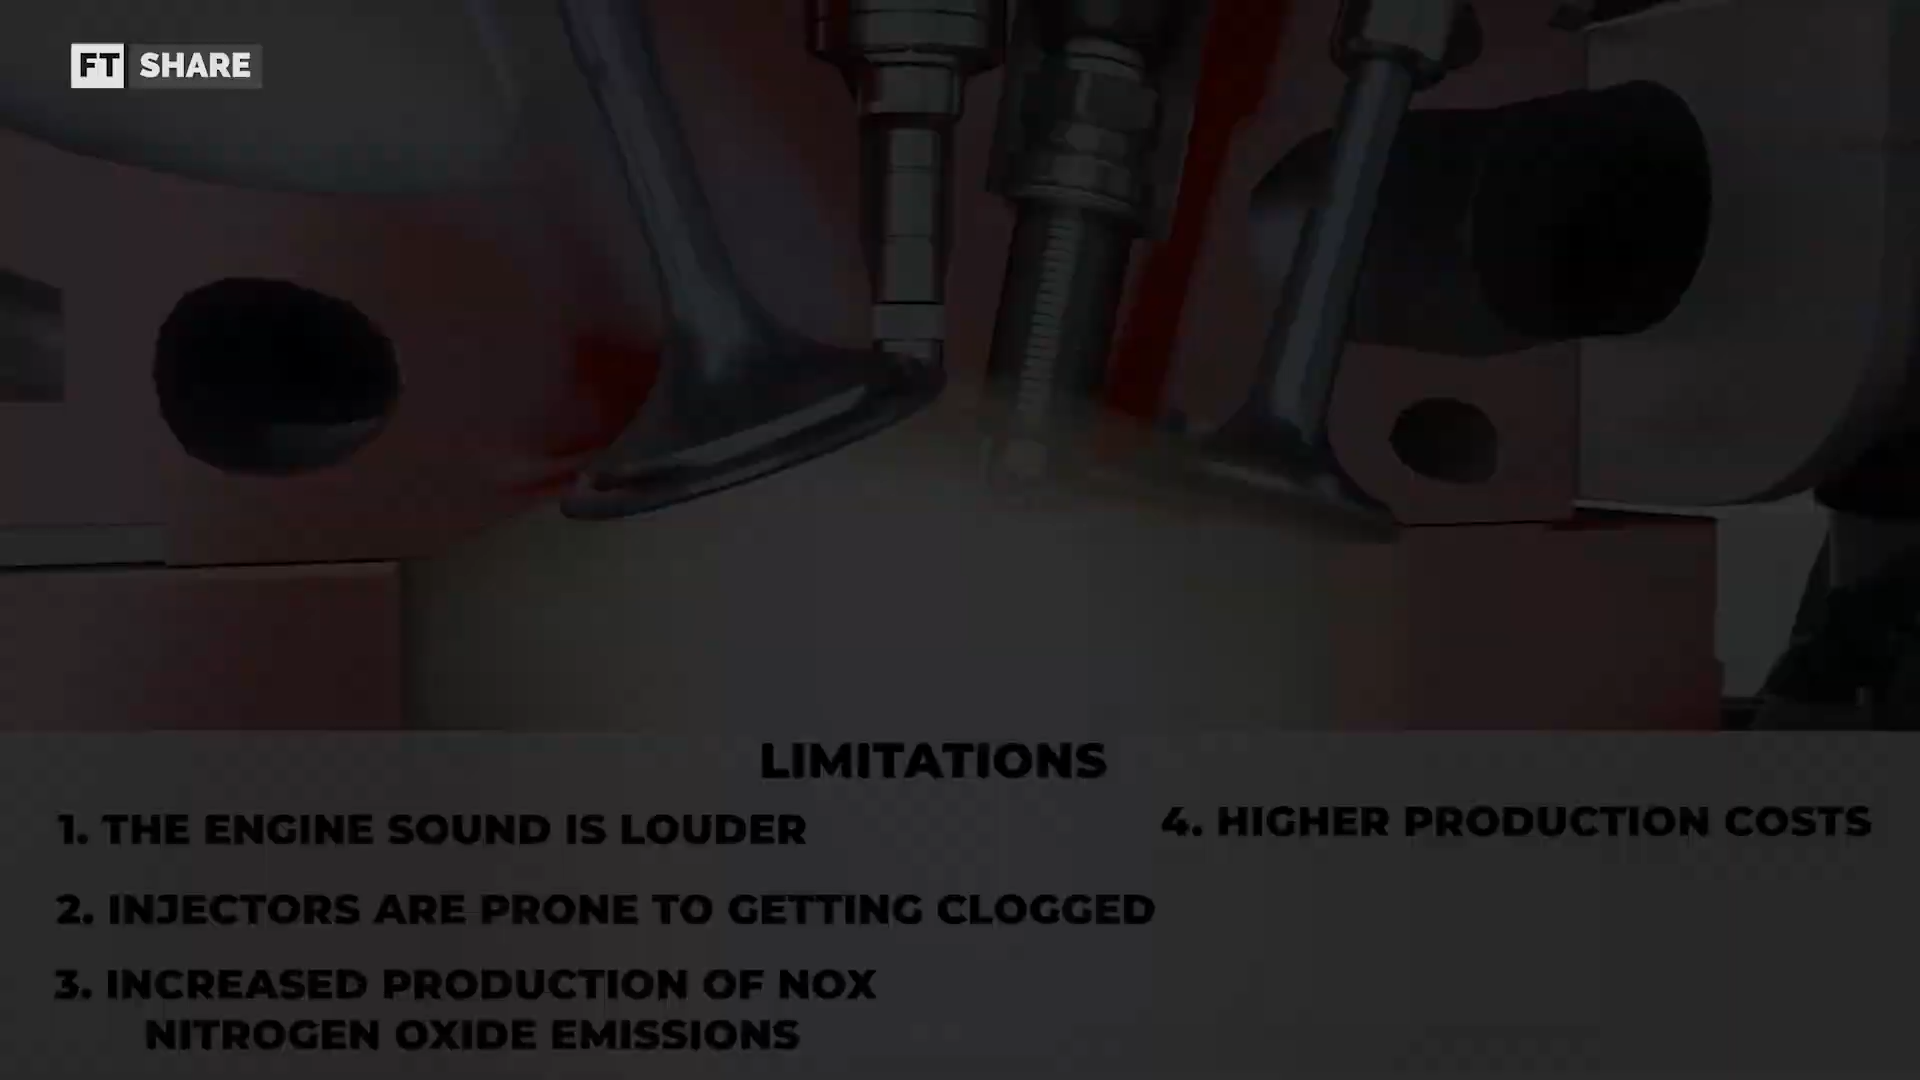 FT SHARE
LIMITATIONS
1. THE ENGINE SOUND IS LOUDER
2. INJECTORS ARE PRONE TO GETTING CLOGGED
3. INCREASED PRODUCTION OF NOX
NITROGEN OXIDE EMISSIONS
4. HIGHER PRODUCTION COSTS